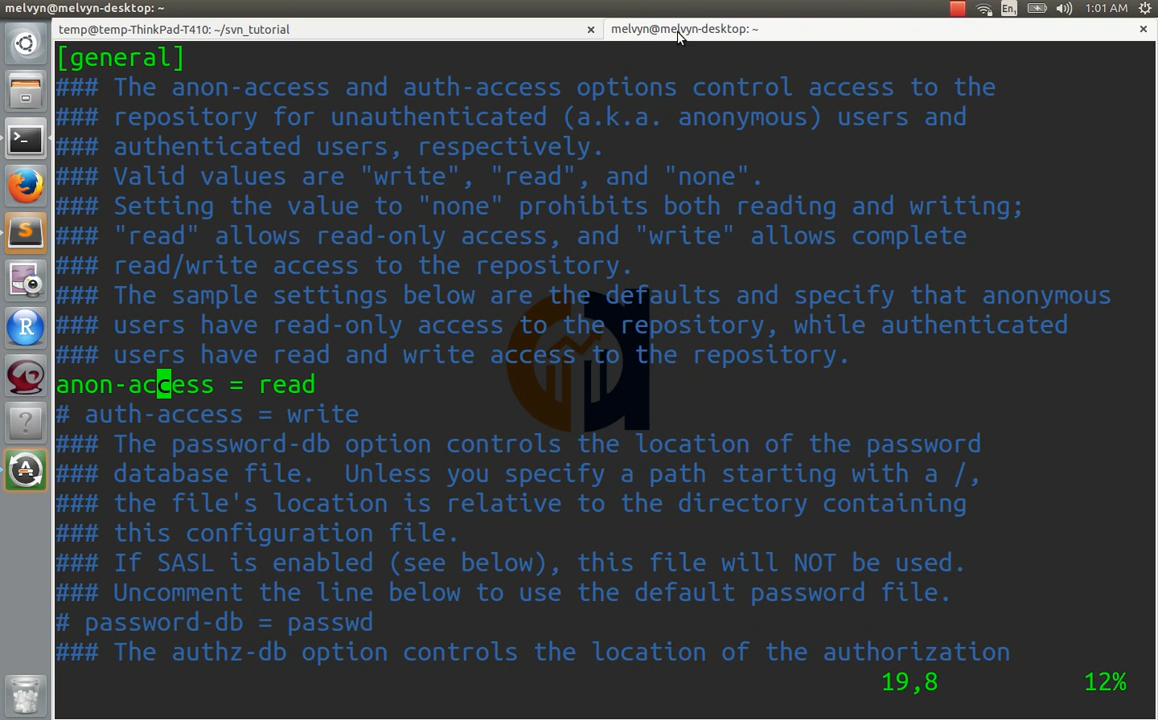 melvyn@melvyn-desktop: ~
En
1:01 AM
temp@temp-ThinkPad-T410: ~/svn_tutorial
melvyn@melvyn-desktop: ~
[general]
### The anon-access and auth-access options control access to the
### repository for unauthenticated (a.k.a. anonymous) users and
### authenticated users, respectively.
### Valid values are "write", "read", and "none".
### Setting the value to "none" prohibits both reading and writing;
### "read" allows read-only access, and "write" allows complete
### read/write access to the repository.
### The sample settings below are the defaults and specify that anonymous
### users have read-only access to the repository, while authenticated
### users have read and write access to the repository.
anon-access = read
# auth-access = write
### The password-db option controls the location of the password
### database file.  Unless you specify a path starting with a /,
### the file's location is relative to the directory containing
### this configuration file.
### If SASL is enabled (see below), this file will NOT be used.
### Uncomment the line below to use the default password file.
# password-db = passwd
### The authz-db option controls the location of the authorization
19,8 12%